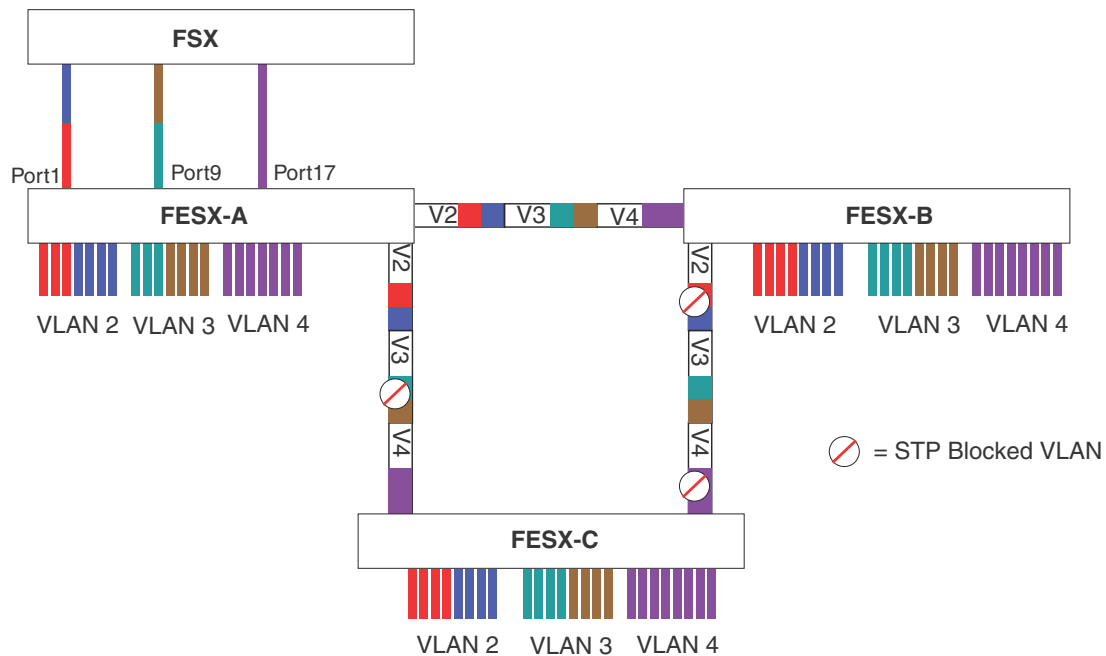 FSX
Port1
Port9
Port17
FESX-A
V2
V3
V4
FESX-B
VLAN 2
VLAN 3
VLAN 4
V2
V3
V4
V2
V3
V4
VLAN 2
VLAN 3
VLAN 4
= STP Blocked VLAN
FESX-C
VLAN 2
VLAN 3
VLAN 4